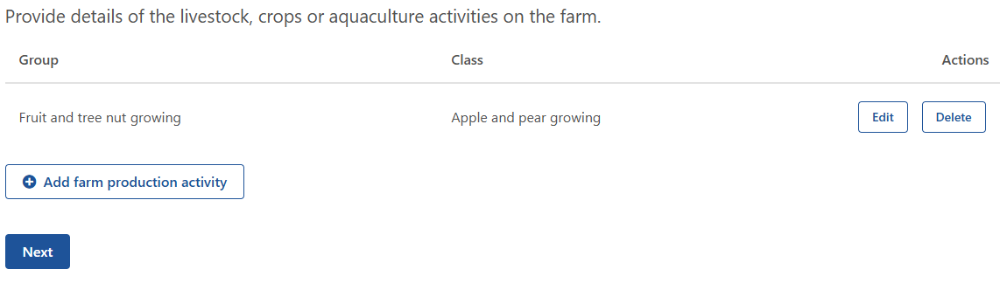 Provide details of the livestock, crops or aquaculture activities on the farm.
Group Class Actions
Fruit and tree nut growing Apple and pear growing Edit Delete
Add farm production activity
Next